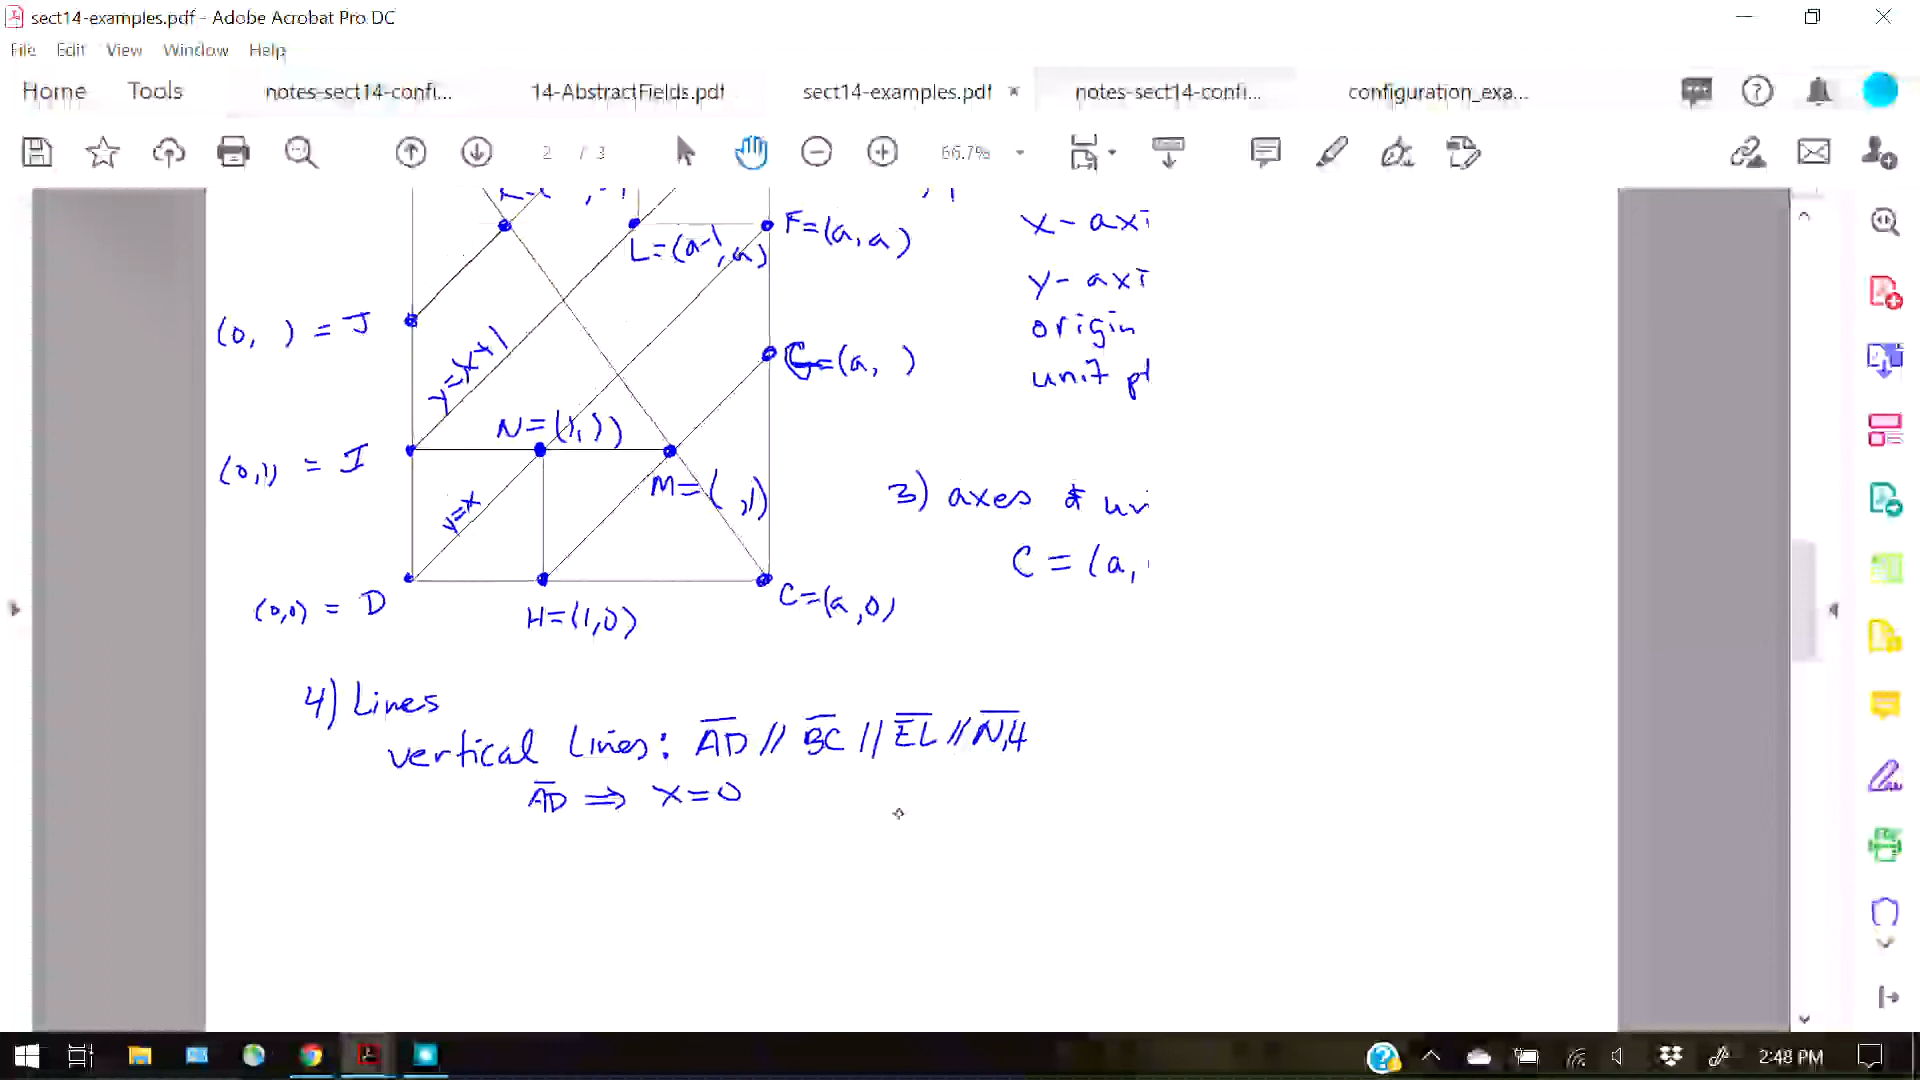 sect14-examples.pdf - Adobe Acrobat Pro DC
File Edit View Window Help
Home Tools notes-sect14-confi... 14-AbstractFields.pdf sect14-examples.pdf × notes-sect14-confi... configuration_exa...
2 / 3 66.7%
L=(a-1,a)
F=(a,a)
x-axi
y-axi
(0, ) = J
origin
y=x+1
G=(a, )
unit pt
N=(1,1)
(0,1) = I
M=( ,1)
3) axes & un
y=x
C = (a,
(0,0) = D
H=(1,0)
C=(a,0)
4) Lines
vertical lines: AD // BC // EL // N,H
AD ⇒ x=0
2:48 PM